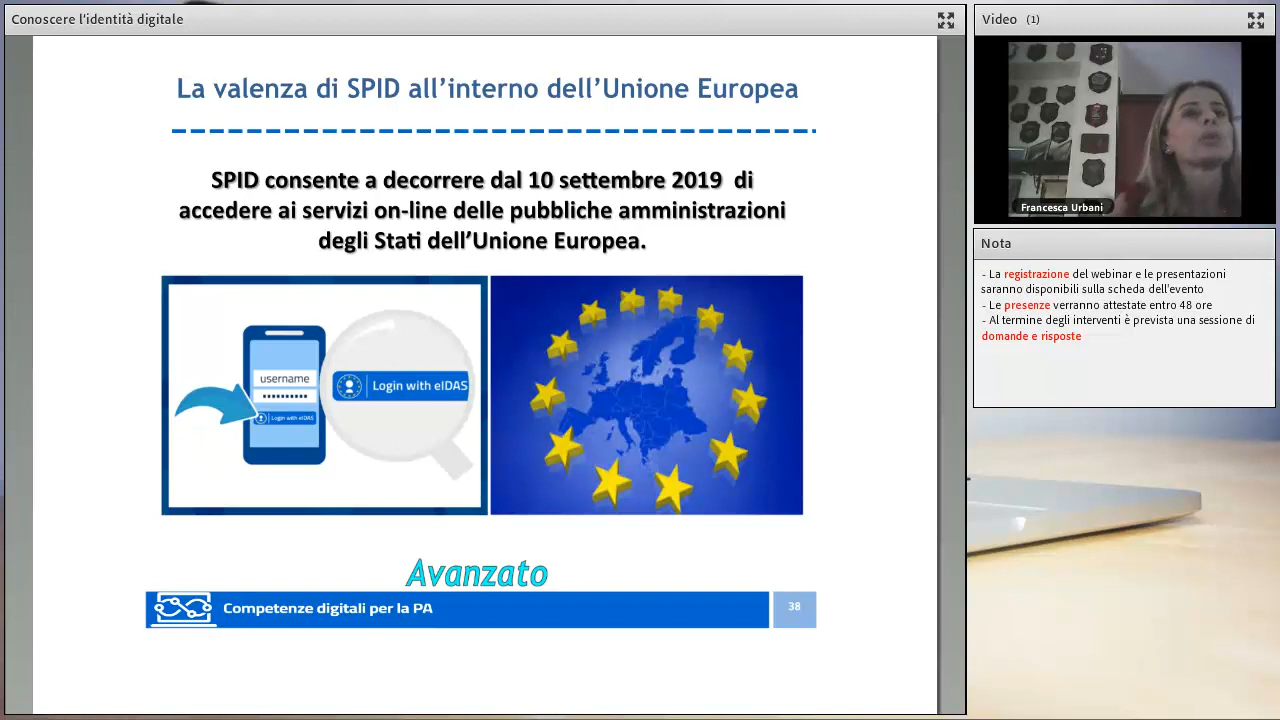 Conoscere l'identità digitale
La valenza di SPID all'interno dell'Unione Europea
SPID consente a decorrere dal 10 settembre 2019 di
accedere ai servizi on-line delle pubbliche amministrazioni
degli Stati dell'Unione Europea.
username
Login with eIDAS
Login with eIDAS
Avanzato
Competenze digitali per la PA
38
Video (1)
Francesca Urbani
Nota
- La registrazione del webinar e le presentazioni
saranno disponibili sulla scheda dell'evento
- Le presenze verranno attestate entro 48 ore
- Al termine degli interventi è prevista una sessione di
domande e risposte